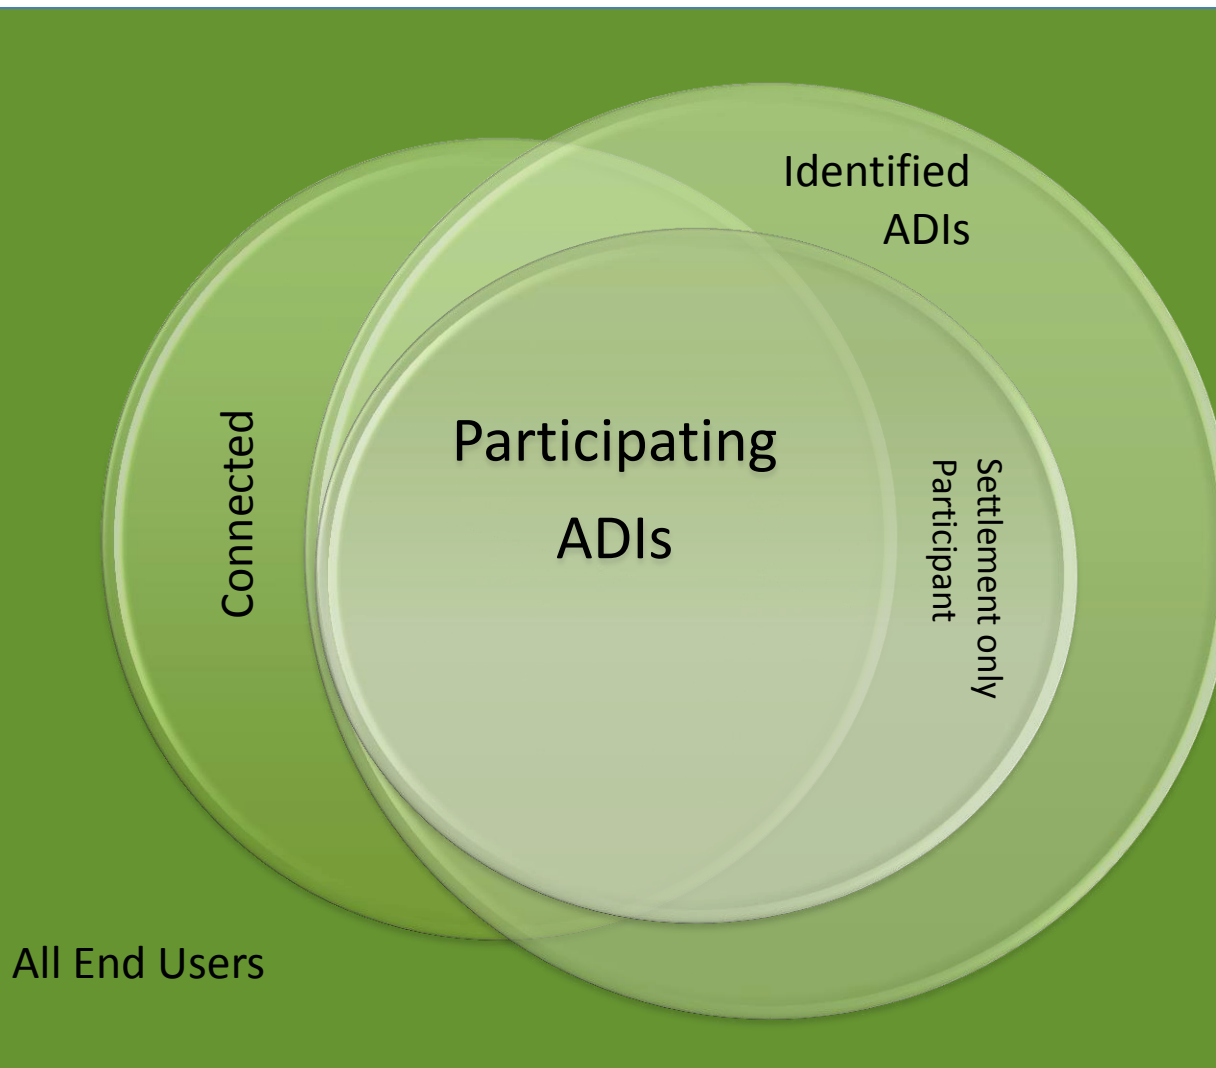 Identified
ADIs
Connected
Participating
ADIs
Settlement only
Participant
All End Users